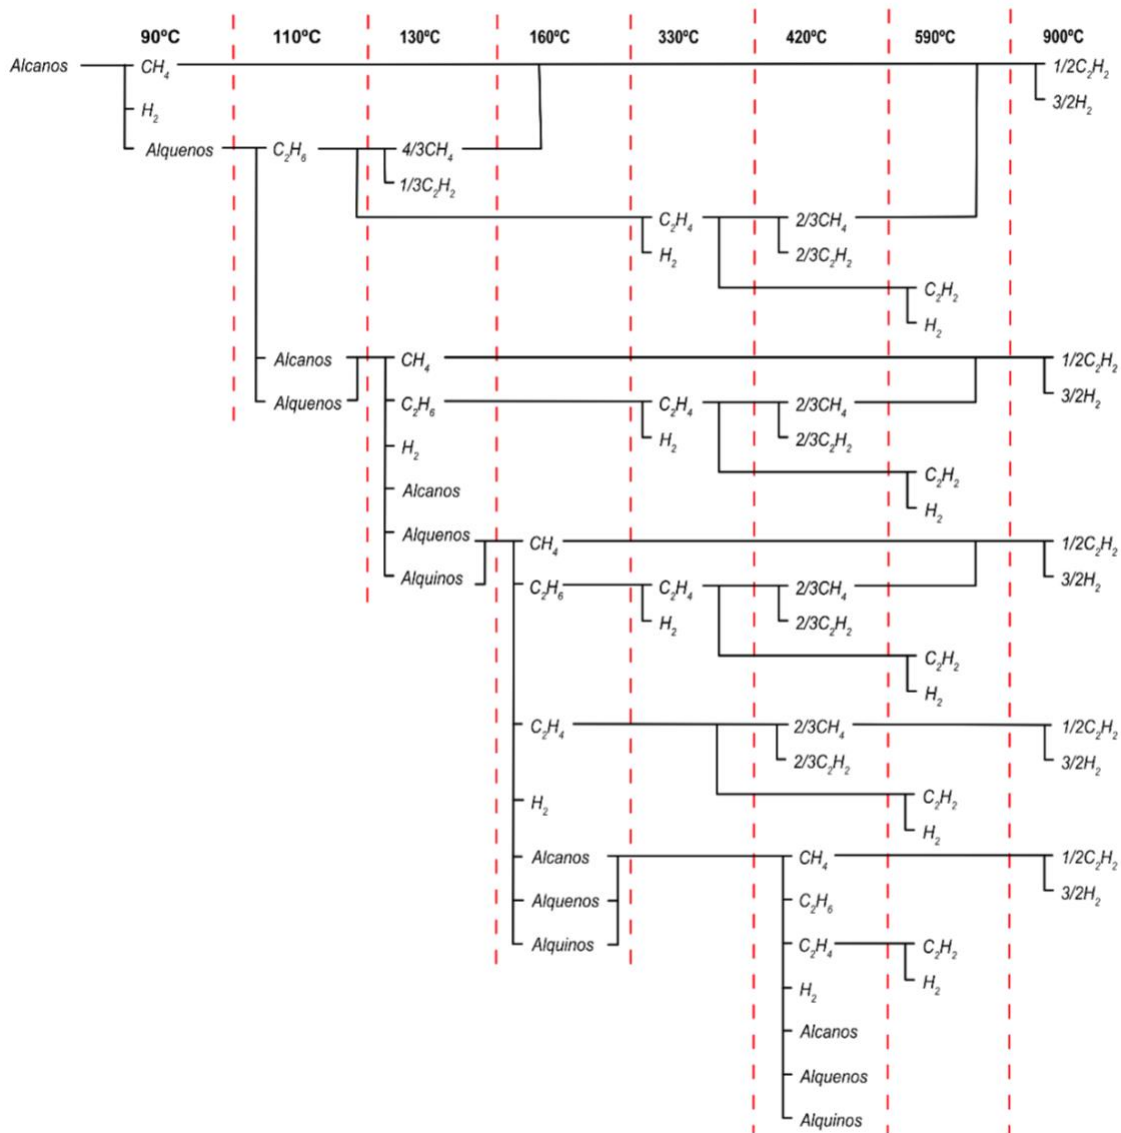 90ºC 110ºC 130ºC 160ºC 330ºC 420ºC 590ºC 900ºC
Alcanos CH₄ 1/2C₂H₂
H₂ 3/2H₂
Alquenos C₂H₆ 4/3CH₄
1/3C₂H₂
C₂H₄ 2/3CH₄
H₂ 2/3C₂H₂
C₂H₂
H₂
Alcanos CH₄ 1/2C₂H₂
3/2H₂
Alquenos C₂H₆ C₂H₄ 2/3CH₄
H₂ H₂ 2/3C₂H₂
C₂H₂
Alcanos
H₂
Alquenos CH₄ 1/2C₂H₂
Alquinos 3/2H₂
C₂H₆ C₂H₄ 2/3CH₄
H₂ 2/3C₂H₂
C₂H₂
H₂
C₂H₄ 2/3CH₄ 1/2C₂H₂
2/3C₂H₂ 3/2H₂
H₂ C₂H₂
H₂
Alcanos CH₄ 1/2C₂H₂
3/2H₂
Alquenos C₂H₆
Alquinos C₂H₄ C₂H₂
H₂ H₂
Alcanos
Alquenos
Alquinos